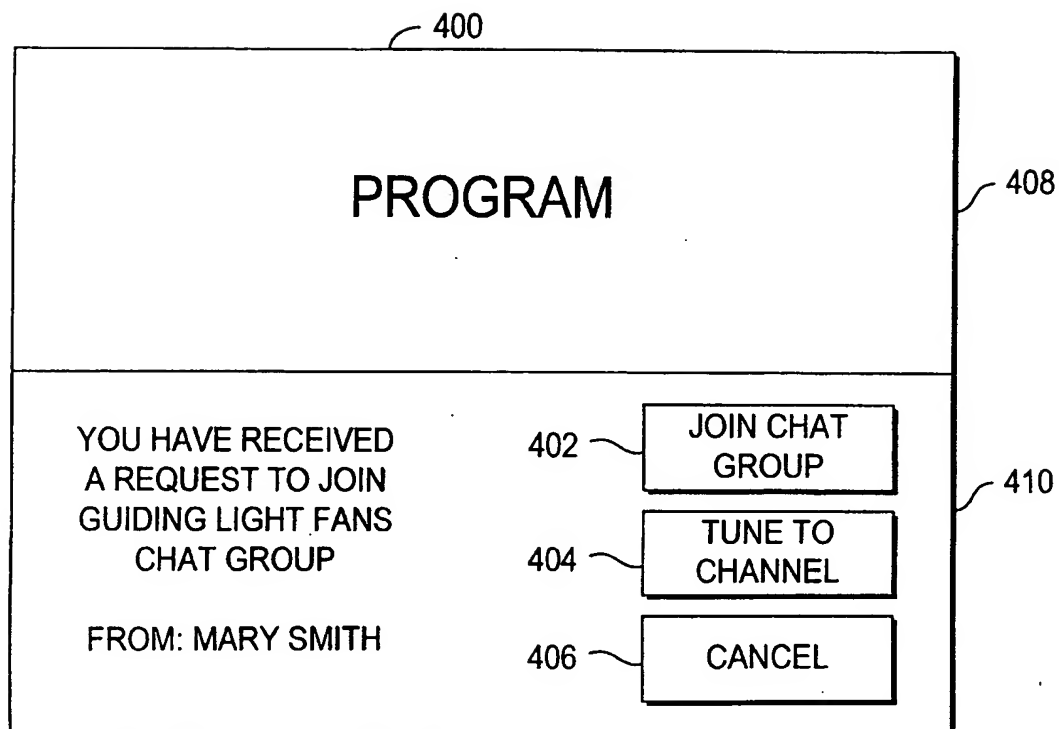 400
PROGRAM
408
YOU HAVE RECEIVED
A REQUEST TO JOIN
GUIDING LIGHT FANS
CHAT GROUP
FROM: MARY SMITH
402
JOIN CHAT
GROUP
410
404
TUNE TO
CHANNEL
406
CANCEL